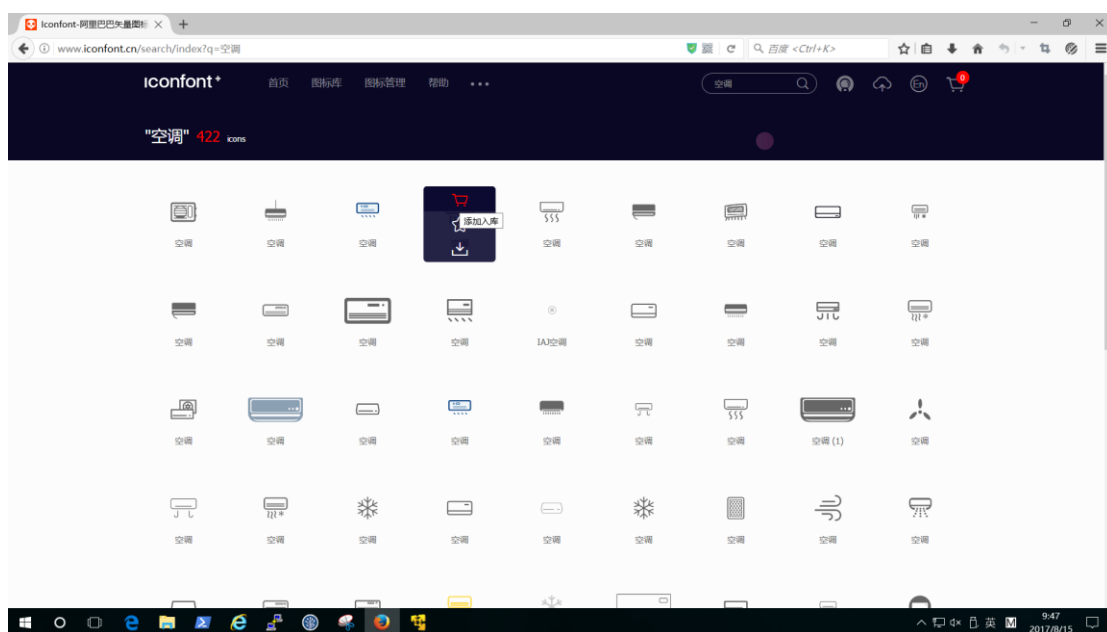 Iconfont-阿里巴巴矢量图标
www.iconfont.cn/search/index?q=空调
百度 <Ctrl+K>
Iconfont+ 首页 图标库 图标管理 帮助 空调 En 0
"空调" 422 icons
添加入库
空调 空调 空调 空调 空调 空调 空调 空调
空调 空调 空调 空调 IAJ空调 空调 空调 空调 空调
空调 空调 空调 空调 空调 空调 空调 空调 (1) 空调
空调 空调 空调 空调 空调 空调 空调 空调 空调
英 M 9:47
2017/8/15